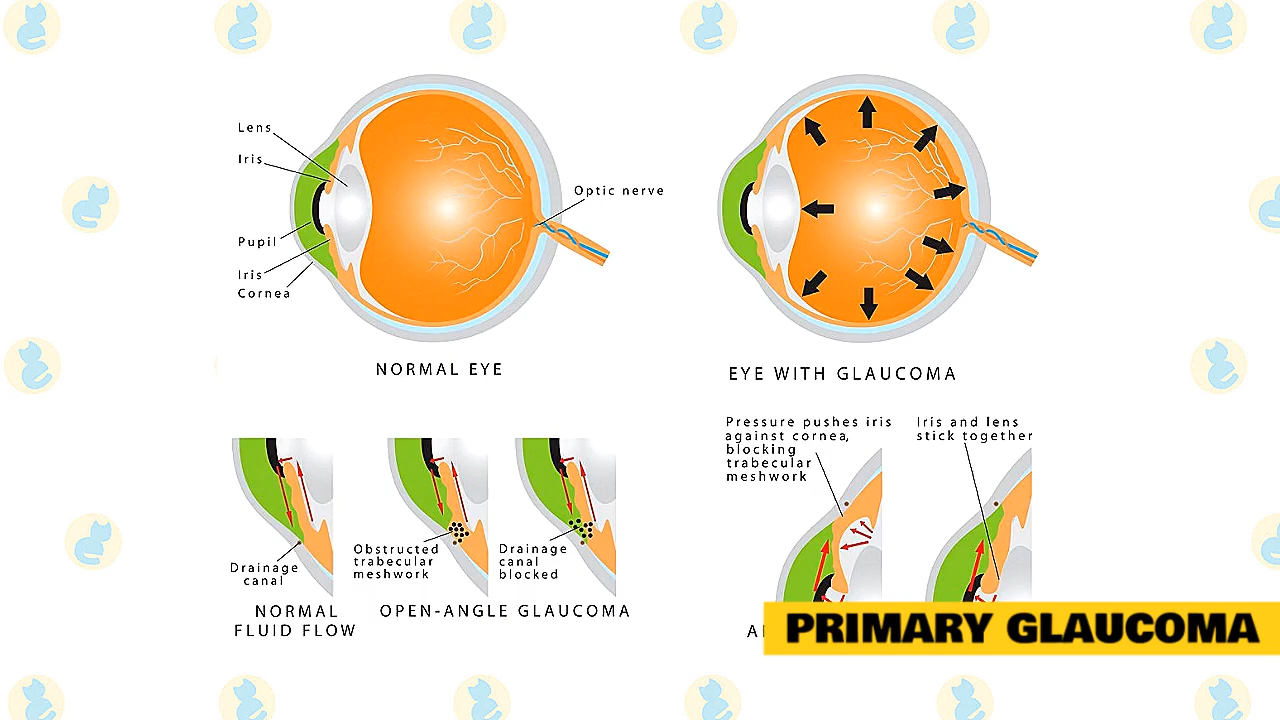 Lens
Iris
Pupil
Iris
Cornea
Optic nerve
NORMAL EYE
EYE WITH GLAUCOMA
Pressure pushes iris
against cornea,
blocking
trabecular
meshwork
Iris and lens
stick together
Drainage
canal
Obstructed
trabecular
meshwork
Drainage
canal
blocked
NORMAL
FLUID FLOW
OPEN-ANGLE GLAUCOMA
PRIMARY GLAUCOMA